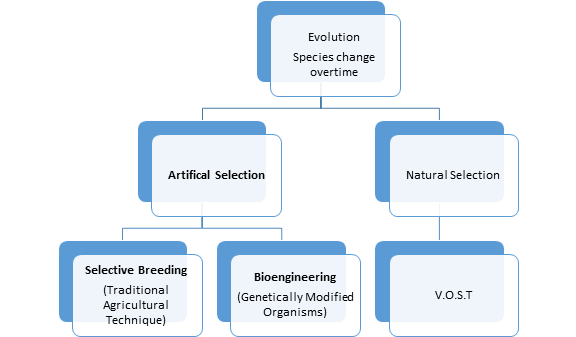 Evolution
Species change
overtime
Artifical Selection
Natural Selection
Selective Breeding
(Traditional
Agricultural
Technique)
Bioengineering
(Genetically Modified
Organisms)
V.O.S.T